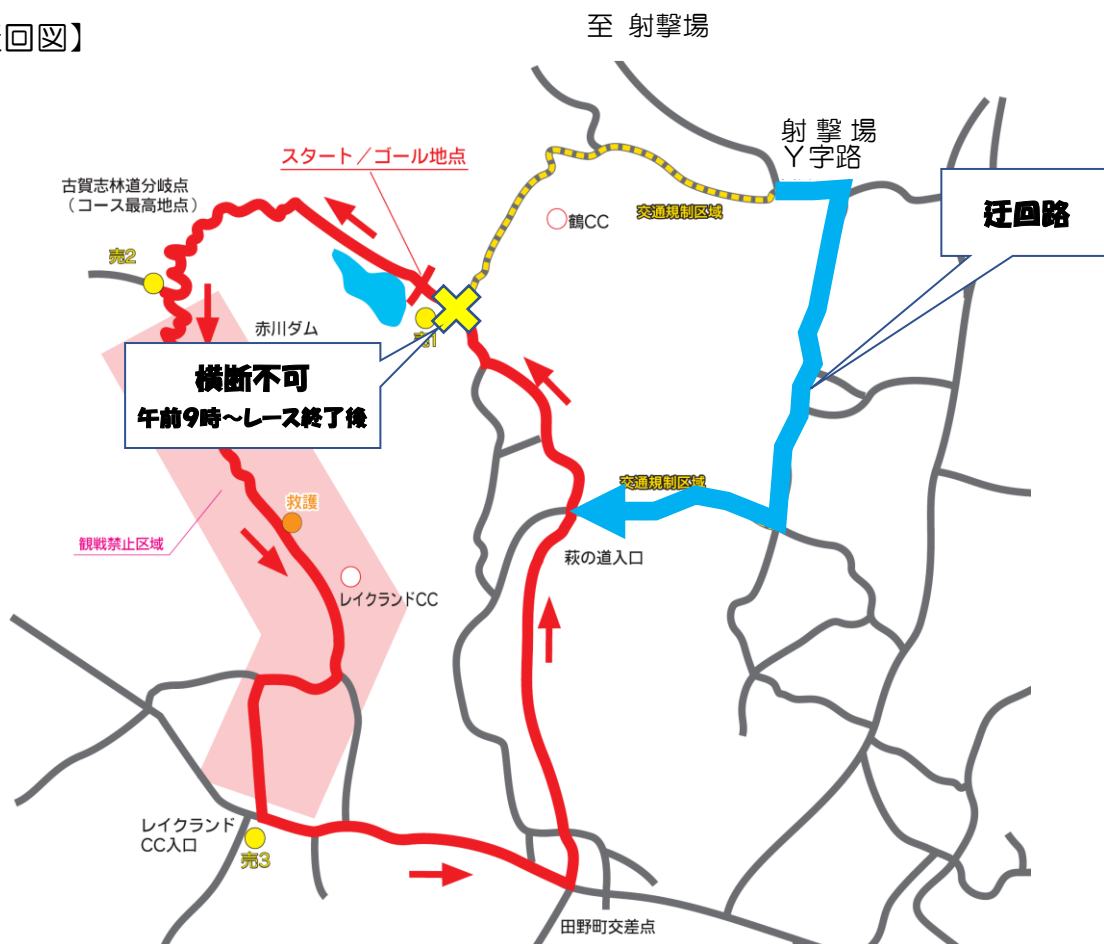 回図】
至 射撃場
射 撃 場
Y字路
スタート/ゴール地点
古賀志林道分岐点
(コース最高地点)
交通規制区域
鶴CC
迂回路
売2
赤川ダム
売1
横断不可
午前9時~レース終了後
救護
交通規制区域
観戦禁止区域
萩の道入口
レイクランドCC
レイクランド
CC入口
売3
田野町交差点